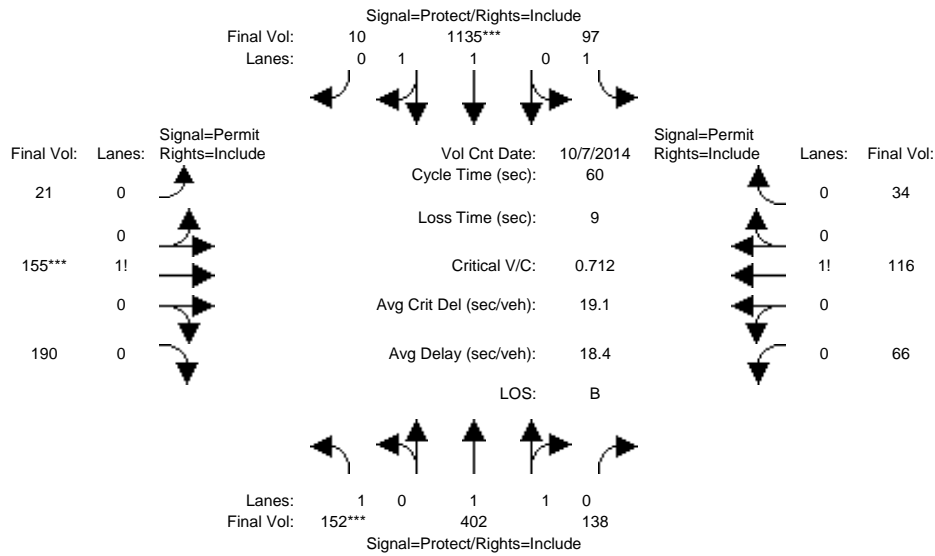 Signal=Protect/Rights=Include
Final Vol: 10 1135*** 97
Lanes: 0 1 1 0 1
Signal=Permit Signal=Permit
Final Vol: Lanes: Rights=Include Vol Cnt Date: 10/7/2014 Rights=Include Lanes: Final Vol:
Cycle Time (sec): 60
21 0 0 34
Loss Time (sec): 9
0 0
155*** 1! Critical V/C: 0.712 1! 116
0 Avg Crit Del (sec/veh): 19.1 0
190 0 Avg Delay (sec/veh): 18.4 0 66
LOS: B
Lanes: 1 0 1 1 0
Final Vol: 152*** 402 138
Signal=Protect/Rights=Include